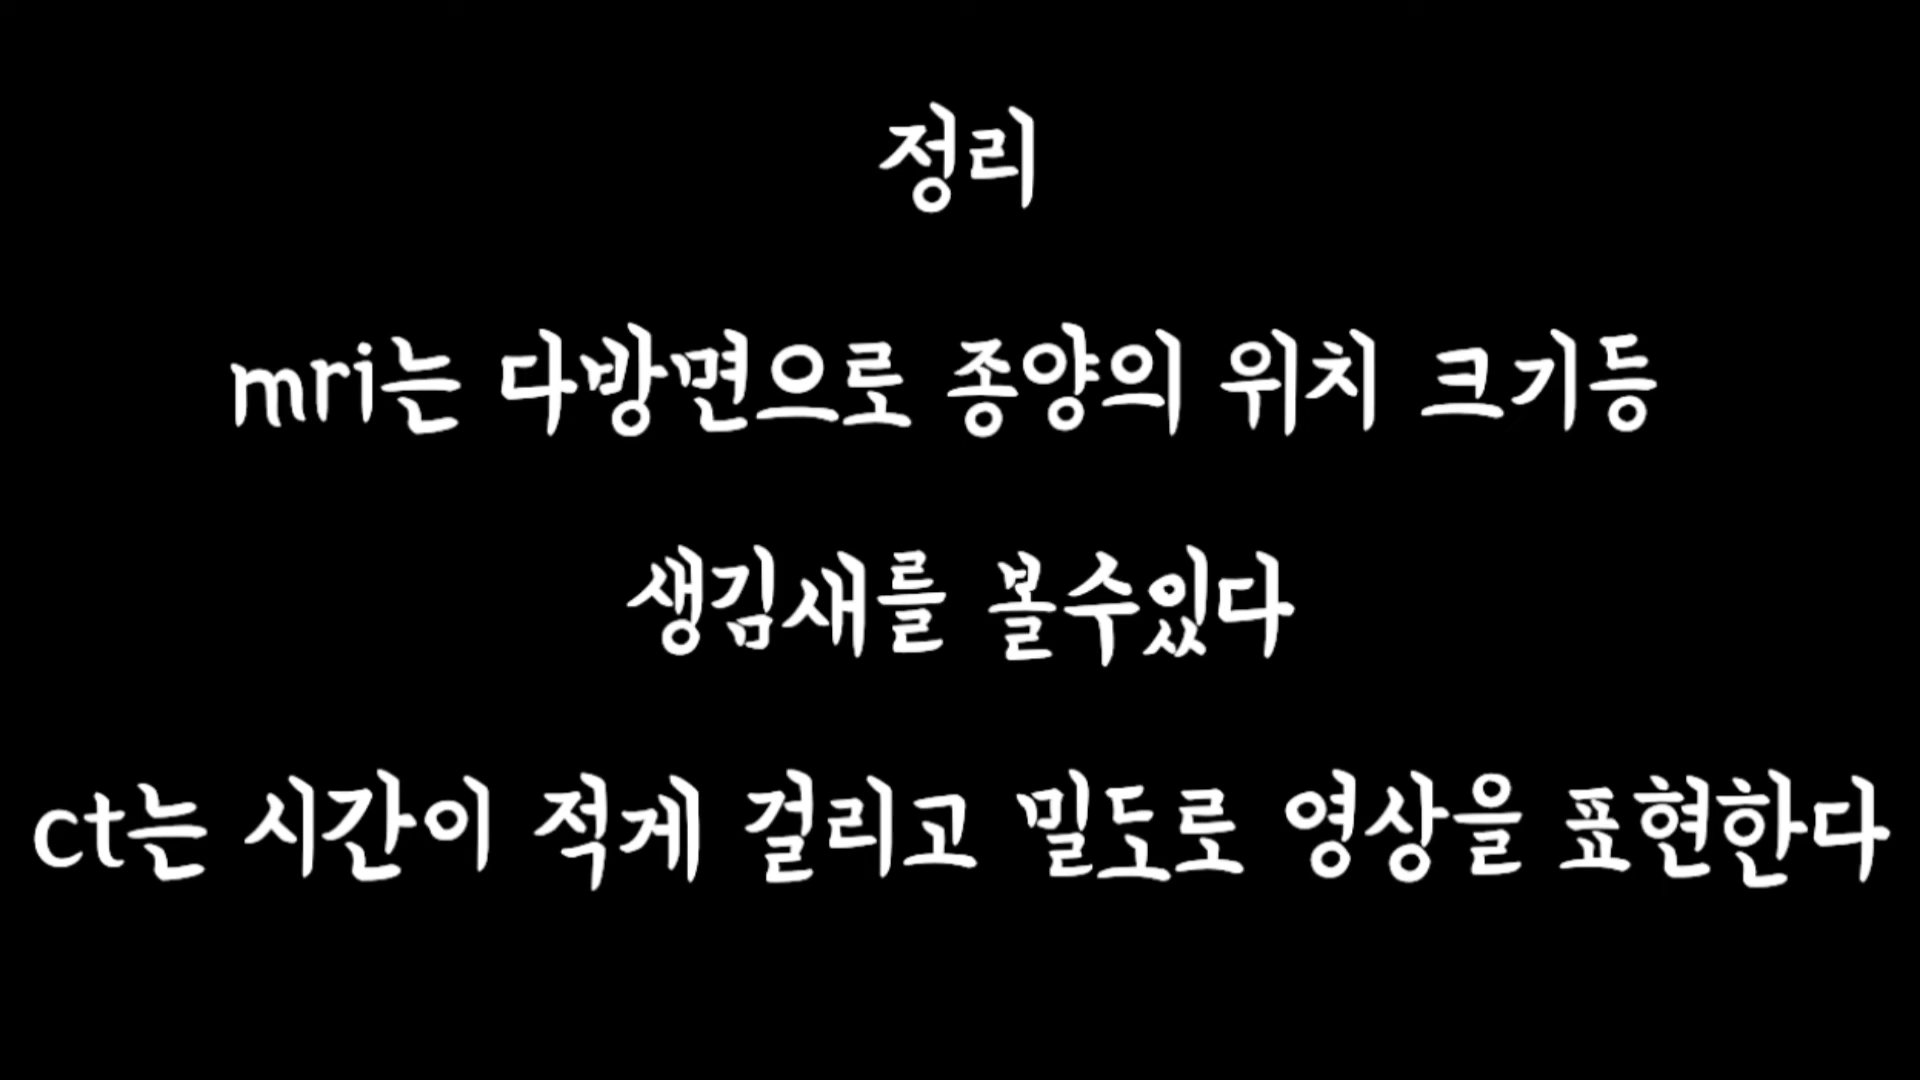 정리
mri는 다방면으로 종양의 위치 크기등
생김새를 볼수있다
ct는 시간이 적게 걸리고 밀도로 영상을 표현한다